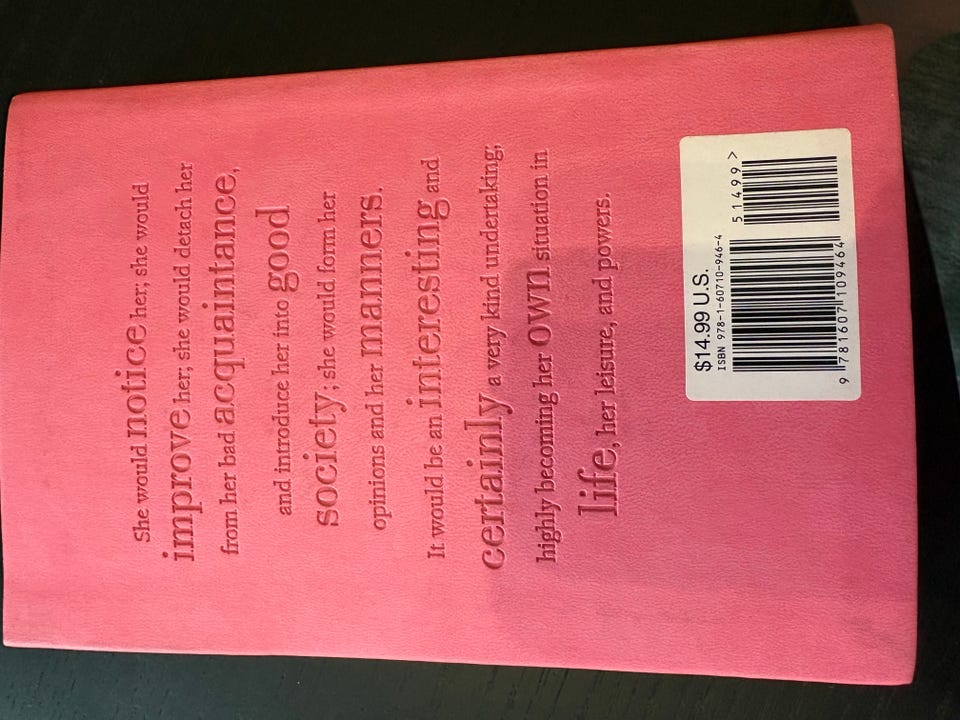 She would notice her; she would
improve her; she would detach her
from her bad acquaintance,
and introduce her into good
society; she would form her
opinions and her manners.
It would be an interesting and
certainly a very kind undertaking;
highly becoming her own situation in
life, her leisure, and powers.
$14.99 U.S.
ISBN 978-1-60710-946-4
51499>
9 781607 109464